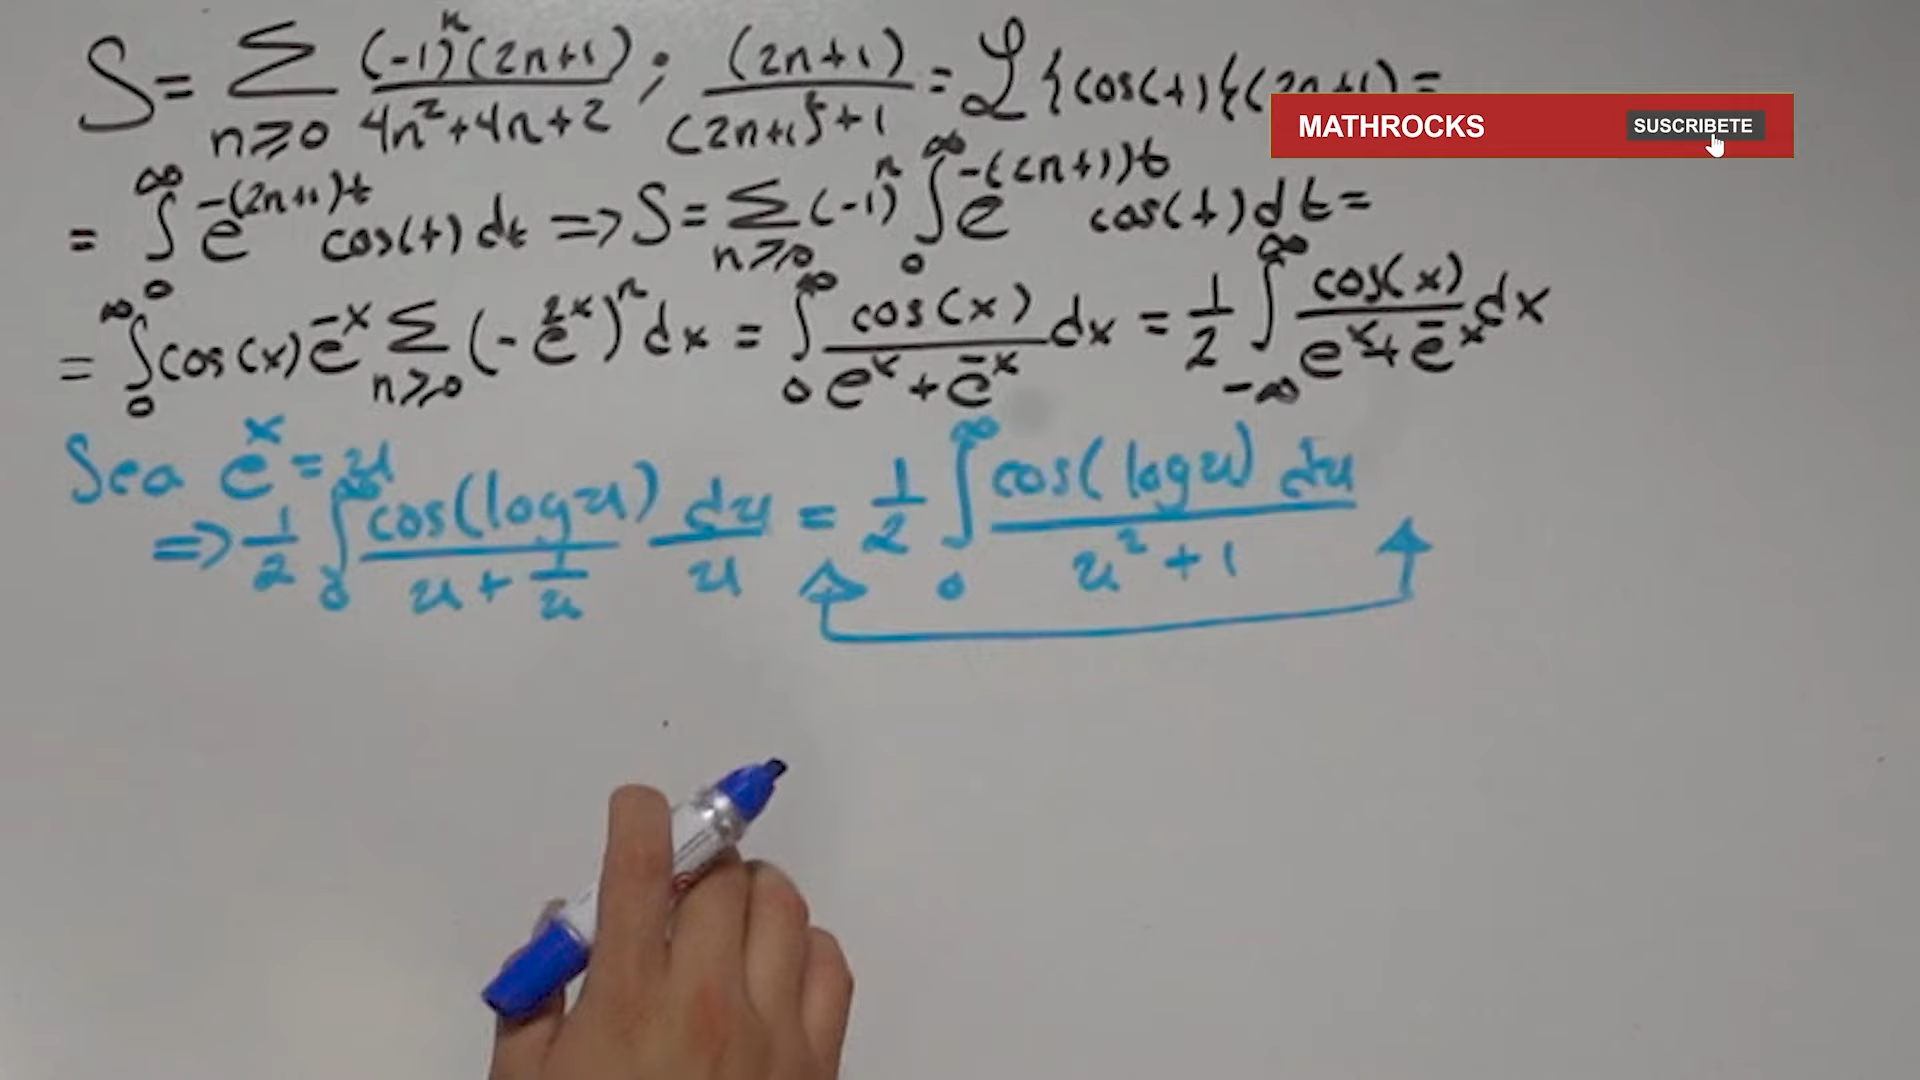 S = Σ_{n≥0} (-1)^n (2n+1) / 4n²+4n+2 ; (2n+1) / (2n+1)²+1 = ℒ{cos(t)}(2n+1) =
MATHROCKS SUSCRIBETE
= ∫_0^∞ e^{-(2n+1)t} cos(t) dt => S = Σ_{n≥0} (-1)^n ∫_0^∞ e^{-(2n+1)t} cos(t) dt =
= ∫_0^∞ cos(x) e^{-x} Σ_{n≥0} (-e^{-2x})^n dx = ∫_0^∞ cos(x) / e^x + e^{-x} dx = 1/2 ∫_{-∞}^∞ cos(x) / e^x + e^{-x} dx
Sea e^x = u
=> 1/2 ∫_0^∞ cos(log u) / u + 1/u du / u = 1/2 ∫_0^∞ cos(log u) du / u² + 1